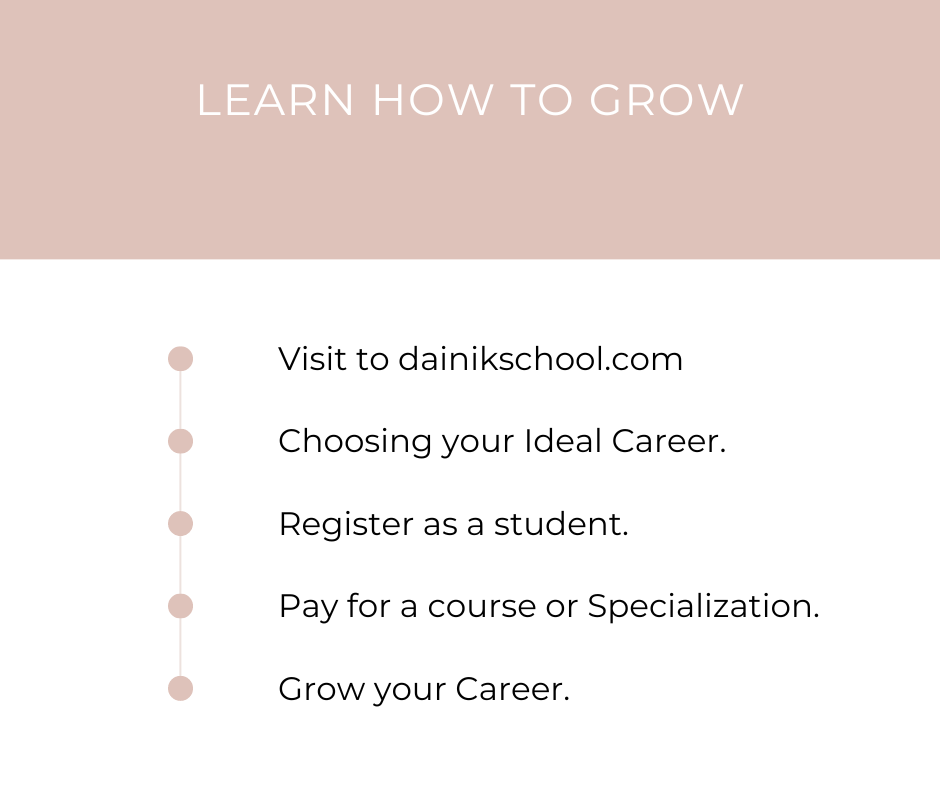 LEARN HOW TO GROW
Visit to dainikschool.com
Choosing your Ideal Career.
Register as a student.
Pay for a course or Specialization.
Grow your Career.